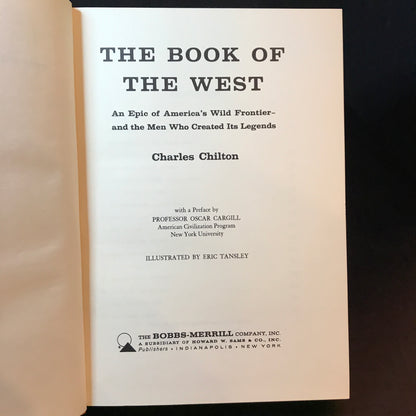 THE BOOK OF
THE WEST
An Epic of America's Wild Frontier—
and the Men Who Created Its Legends
Charles Chilton
with a Preface by
PROFESSOR OSCAR CARGILL
American Civilization Program
New York University
ILLUSTRATED BY ERIC TANSLEY
THE BOBBS-MERRILL COMPANY, INC.
A SUBSIDIARY OF HOWARD W. SAMS & CO., INC.
Publishers • INDIANAPOLIS • NEW YORK